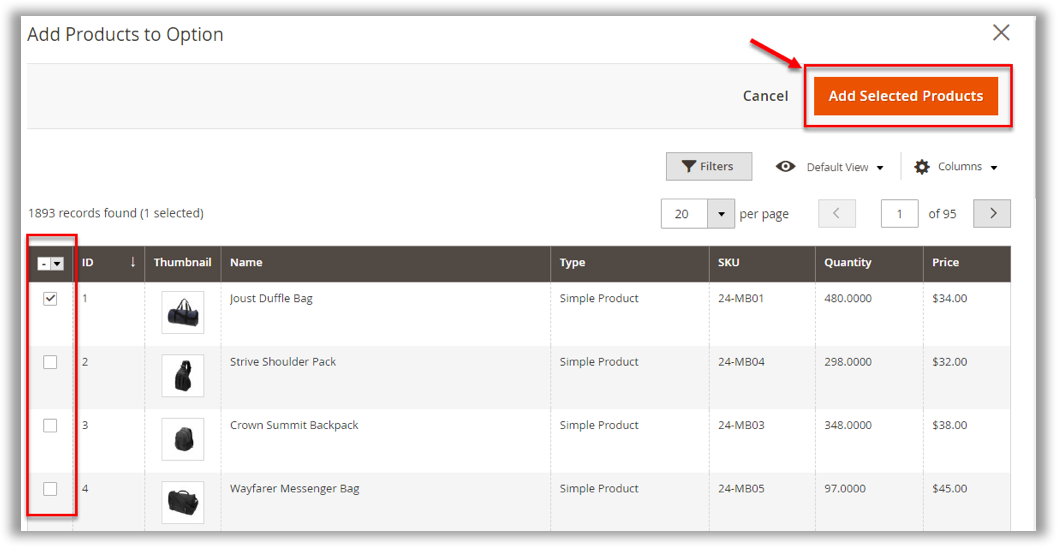 Add Products to Option
Cancel Add Selected Products
Filters Default View Columns
1893 records found (1 selected) 20 per page 1 of 95
- ID ↓ Thumbnail Name Type SKU Quantity Price
1 Joust Duffle Bag Simple Product 24-MB01 480.0000 $34.00
2 Strive Shoulder Pack Simple Product 24-MB04 298.0000 $32.00
3 Crown Summit Backpack Simple Product 24-MB03 348.0000 $38.00
4 Wayfarer Messenger Bag Simple Product 24-MB05 97.0000 $45.00